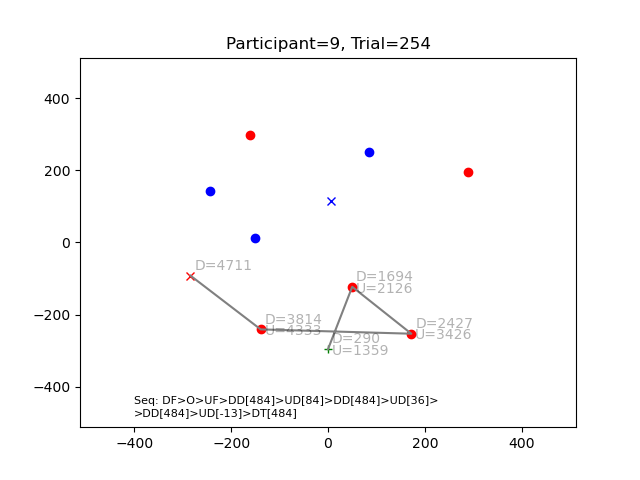 Participant=9, Trial=254
400
200
0
−200
−400
D=4711
D=1694
U=2126
D=3814
U=4333
D=2427
U=3426
D=290
U=1359
Seq: DF>O>UF>DD[484]>UD[84]>DD[484]>UD[36]>
>DD[484]>UD[-13]>DT[484]
−400 −200 0 200 400